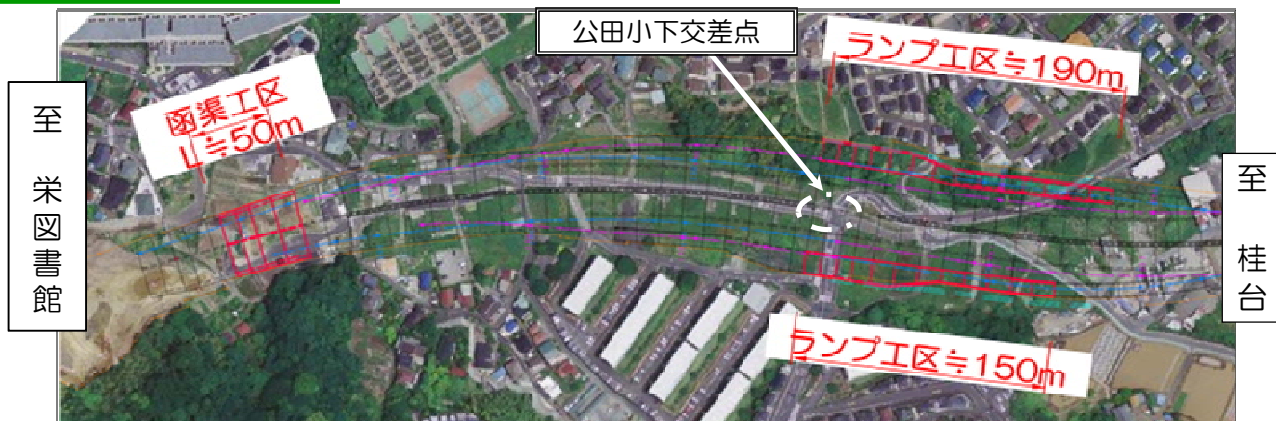 公田小下交差点
ランプ工区≒190m
函渠工区
L≒50m
至 栄図書館
至 桂台
ランプ工区≒150m